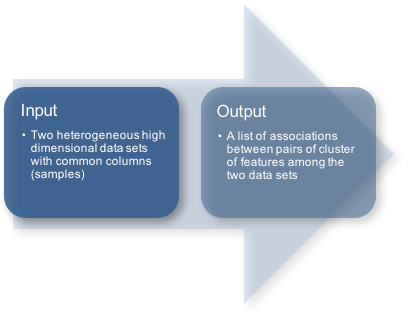 Input
• Two heterogeneous high
dimensional data sets
with common columns
(samples)
Output
• A list of associations
between pairs of cluster
of features among the
two data sets